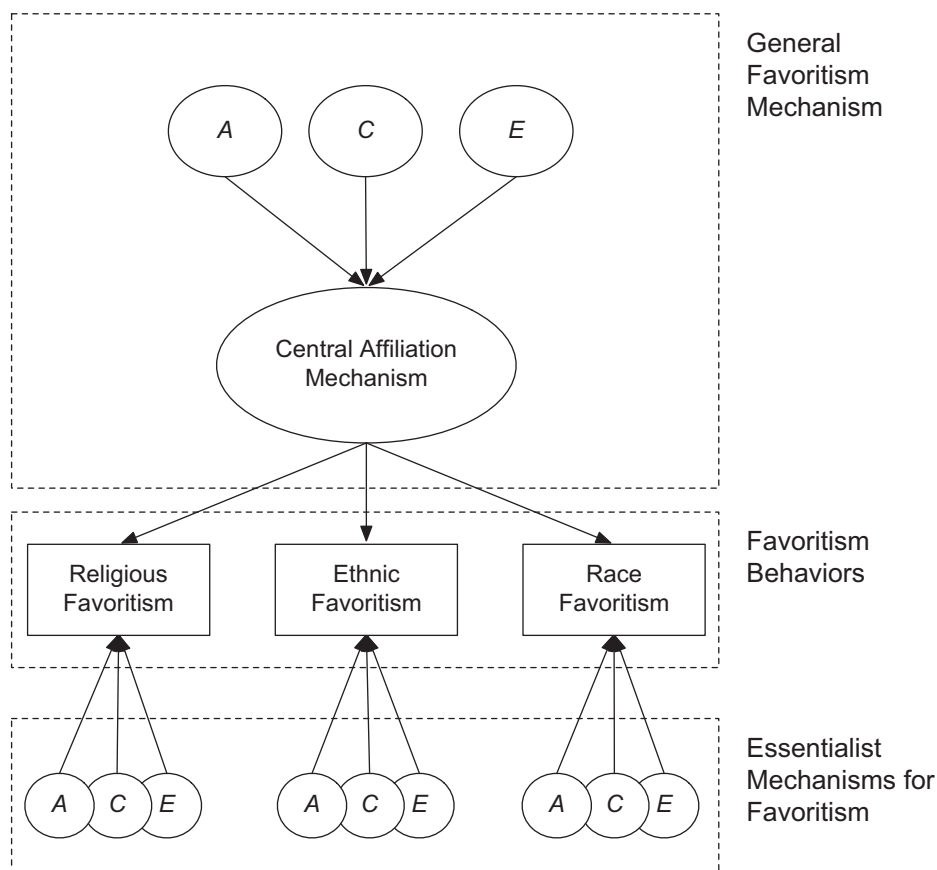 General
Favoritism
Mechanism
A C E
Central Affiliation
Mechanism
Favoritism
Behaviors
Religious
Favoritism
Ethnic
Favoritism
Race
Favoritism
Essentialist
Mechanisms for
Favoritism
A C E
A C E
A C E